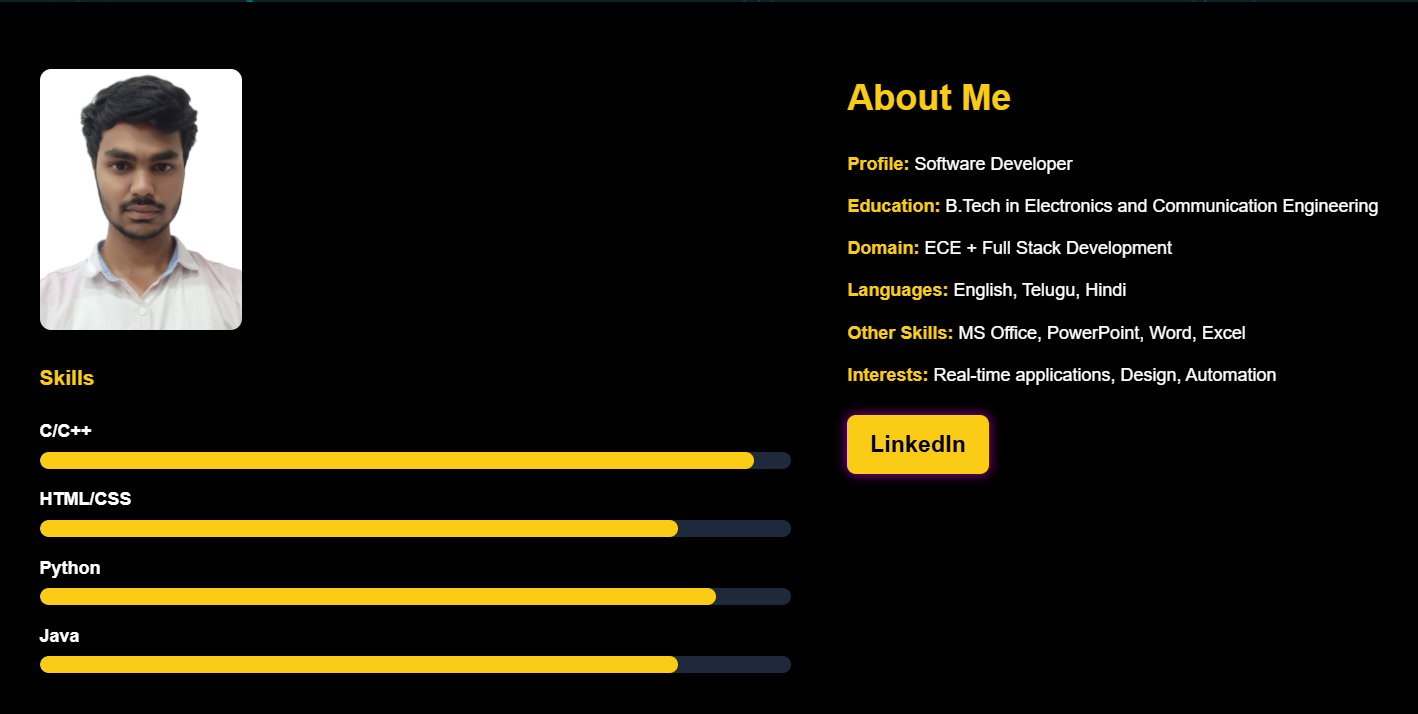 Skills
C/C++
HTML/CSS
Python
Java
About Me
Profile: Software Developer
Education: B.Tech in Electronics and Communication Engineering
Domain: ECE + Full Stack Development
Languages: English, Telugu, Hindi
Other Skills: MS Office, PowerPoint, Word, Excel
Interests: Real-time applications, Design, Automation
LinkedIn